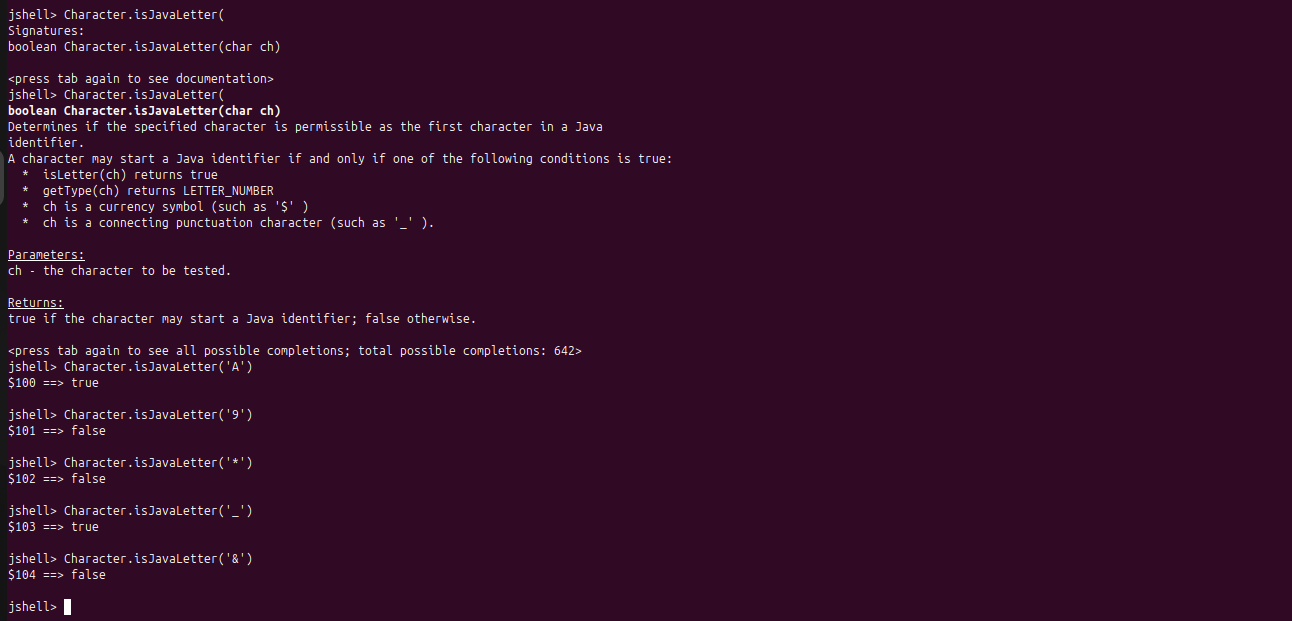 jshell> Character.isJavaLetter(
Signatures:
boolean Character.isJavaLetter(char ch)
<press tab again to see documentation>
jshell> Character.isJavaLetter(
boolean Character.isJavaLetter(char ch)
Determines if the specified character is permissible as the first character in a Java
identifier.
A character may start a Java identifier if and only if one of the following conditions is true:
  *  isLetter(ch) returns true
  *  getType(ch) returns LETTER_NUMBER
  *  ch is a currency symbol (such as '$' )
  *  ch is a connecting punctuation character (such as '_' ).
Parameters:
ch - the character to be tested.
Returns:
true if the character may start a Java identifier; false otherwise.
<press tab again to see all possible completions; total possible completions: 642>
jshell> Character.isJavaLetter('A')
$100 ==> true
jshell> Character.isJavaLetter('9')
$101 ==> false
jshell> Character.isJavaLetter('*')
$102 ==> false
jshell> Character.isJavaLetter('_')
$103 ==> true
jshell> Character.isJavaLetter('&')
$104 ==> false
jshell>